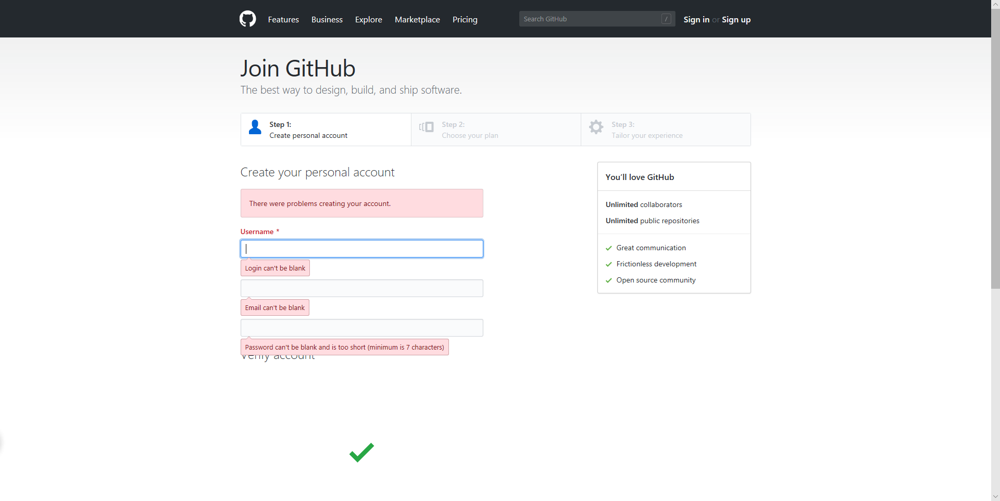 Features Business Explore Marketplace Pricing Search GitHub / Sign in or Sign up
Join GitHub
The best way to design, build, and ship software.
Step 1:
Create personal account
Step 2:
Choose your plan
Step 3:
Tailor your experience
Create your personal account
There were problems creating your account.
Username *
Login can't be blank
Email can't be blank
Password can't be blank and is too short (minimum is 7 characters)
Verify account
You'll love GitHub
Unlimited collaborators
Unlimited public repositories
Great communication
Frictionless development
Open source community